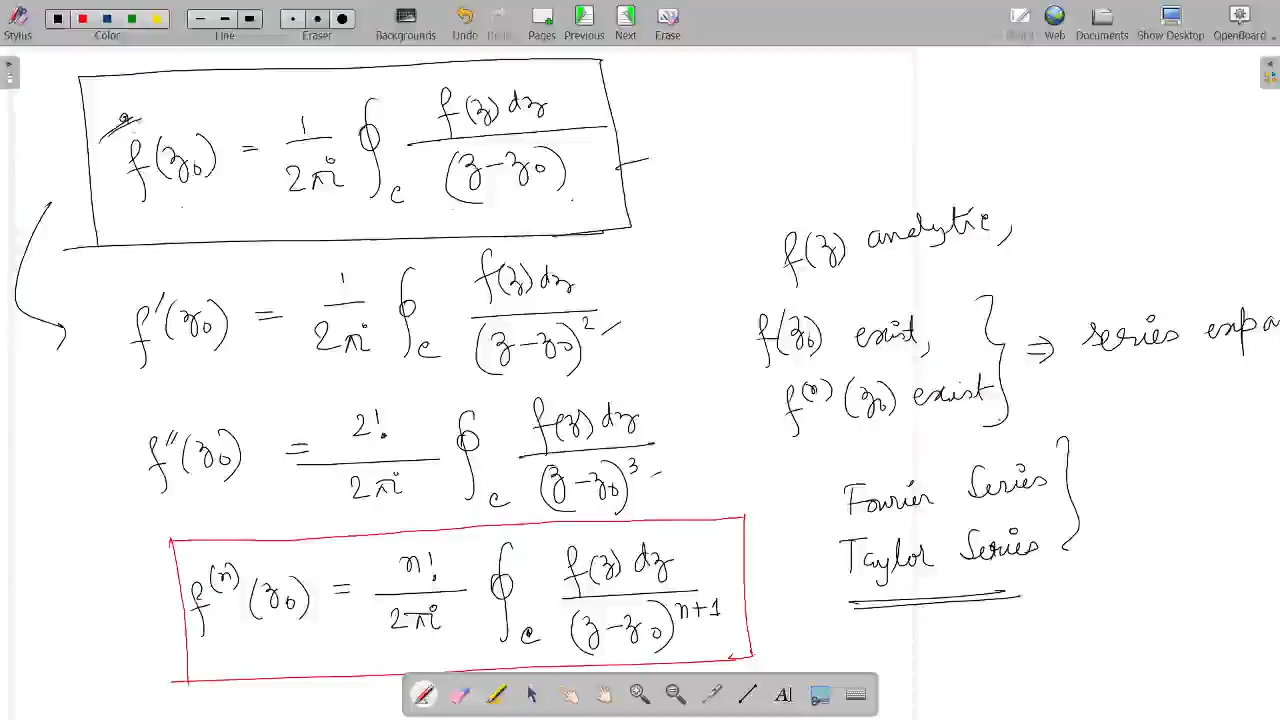 Stylus Color Line Eraser Backgrounds Undo Redo Pages Previous Next Erase Board Web Documents Show Desktop OpenBoard
f(z₀) = 1/2πi ∮_C f(z) dz/(z-z₀)
f'(z₀) = 1/2πi ∮_C f(z) dz/(z-z₀)²
f''(z₀) = 2!/2πi ∮_C f(z) dz/(z-z₀)³
f⁽ⁿ⁾(z₀) = n!/2πi ∮_C f(z) dz/(z-z₀)ⁿ⁺¹
f(z) analytic,
f(z₀) exist,
f⁽ⁿ⁾(z₀) exist } ⇒ series expa
Fourier Series
Taylor Series }